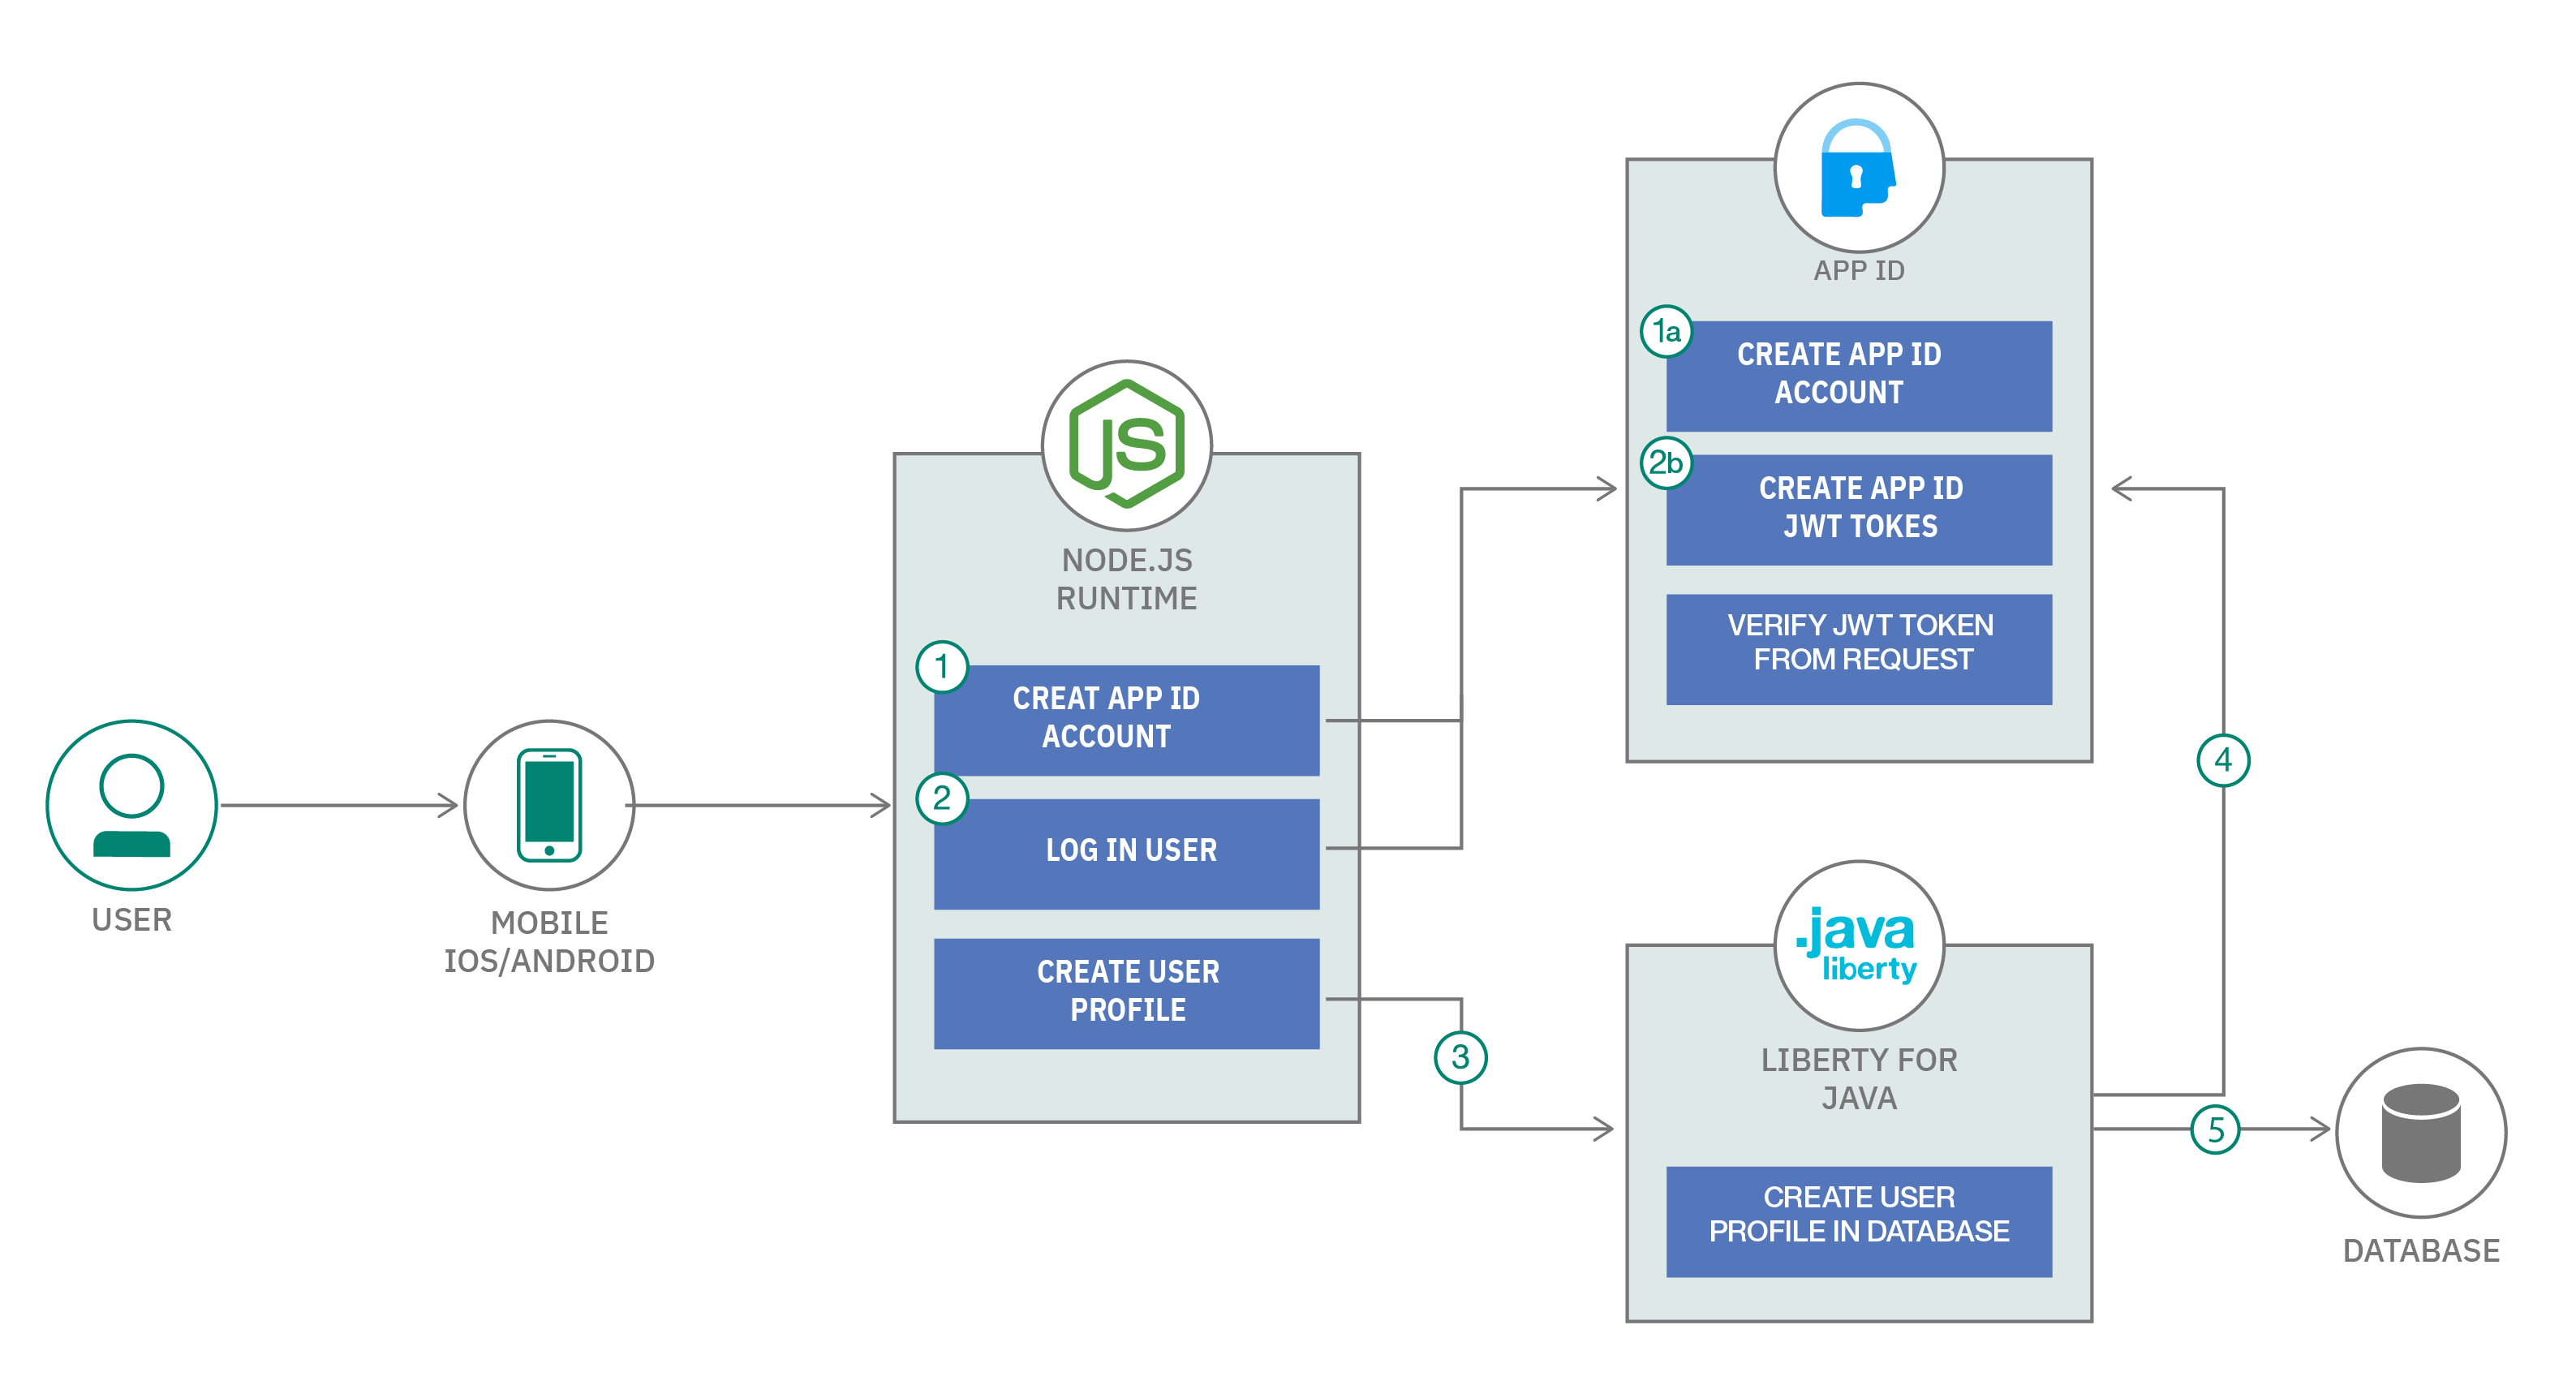 USER
MOBILE
IOS/ANDROID
JS
NODE.JS
RUNTIME
1
CREAT APP ID
ACCOUNT
2
LOG IN USER
CREATE USER
PROFILE
APP ID
1a
CREATE APP ID
ACCOUNT
2b
CREATE APP ID
JWT TOKES
VERIFY JWT TOKEN
FROM REQUEST
3
4
.java
liberty
LIBERTY FOR
JAVA
CREATE USER
PROFILE IN DATABASE
5
DATABASE